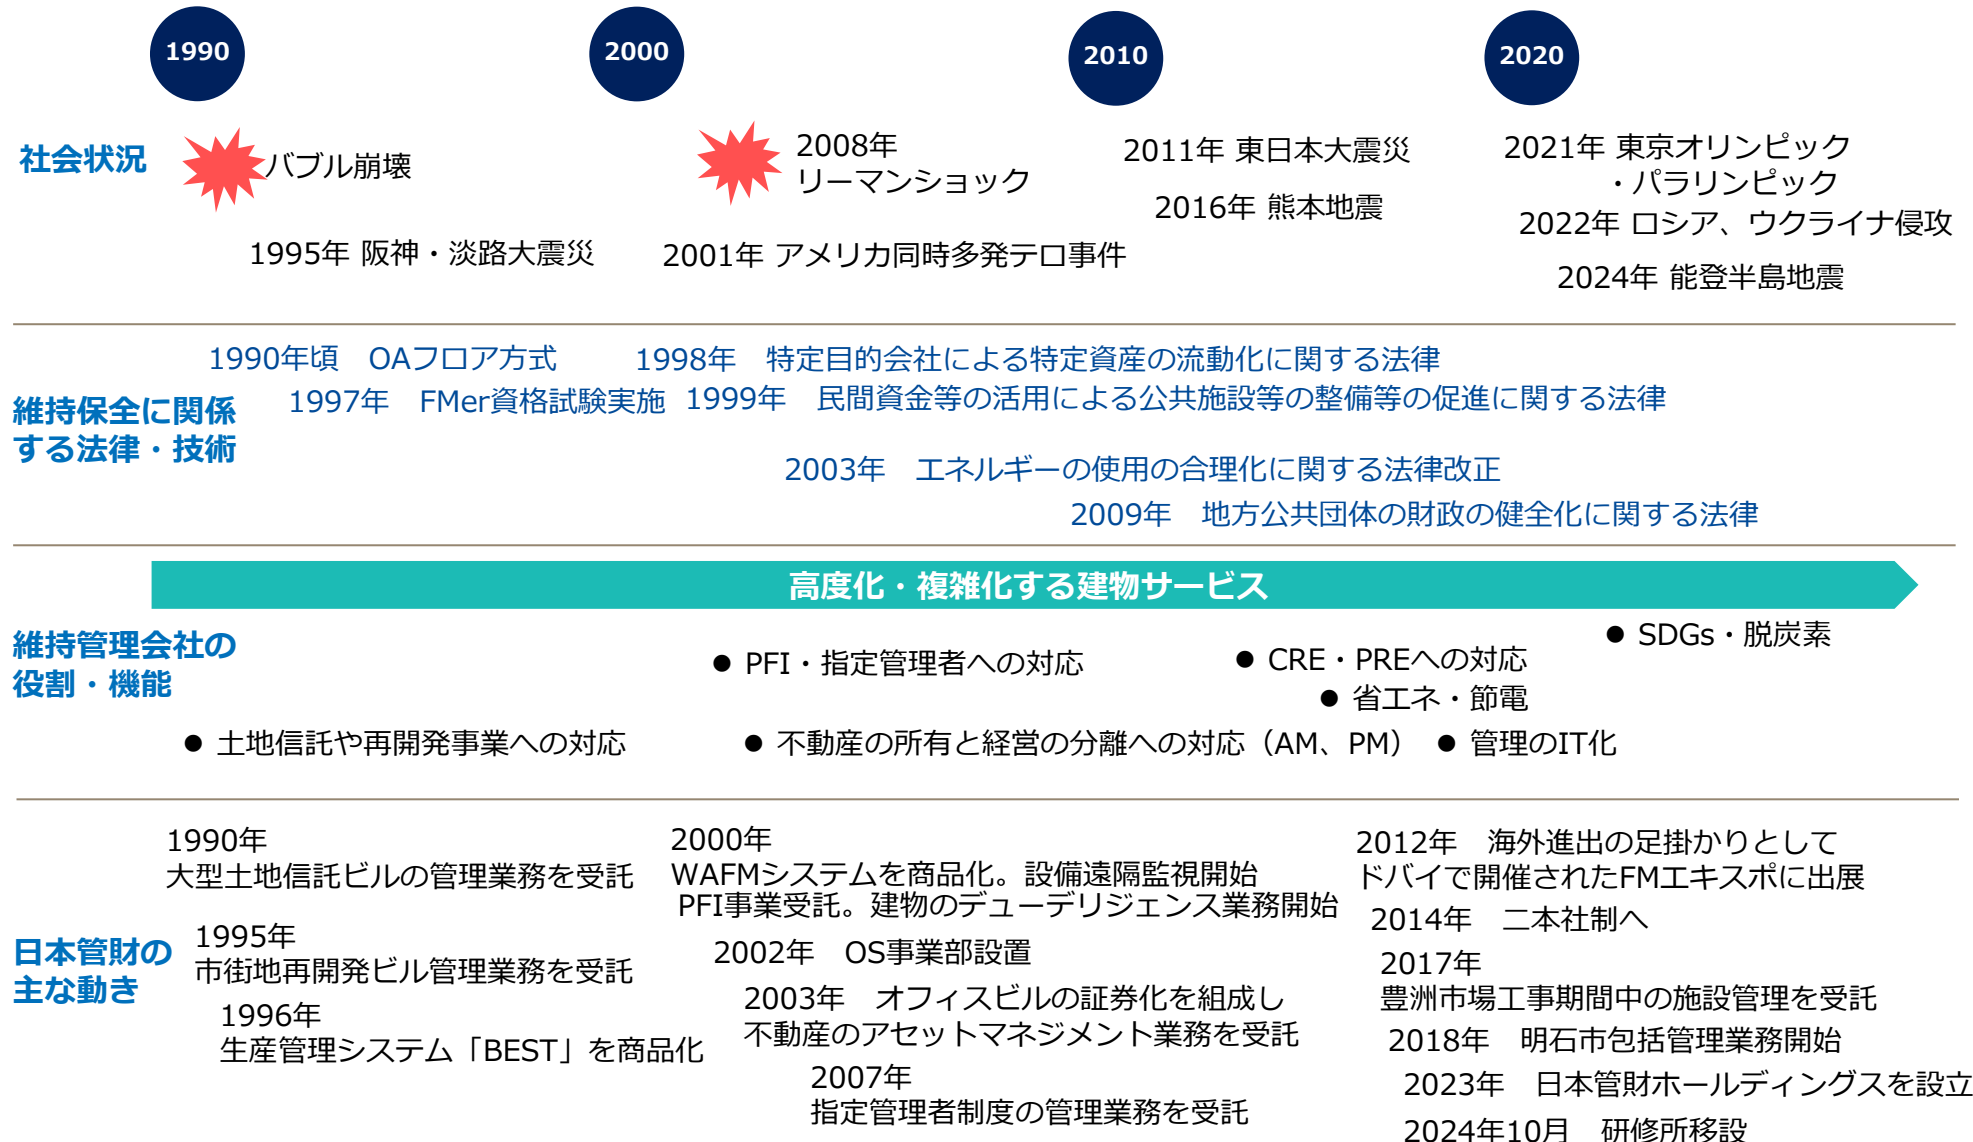 1990
2000
2010
2020
社会状況
バブル崩壊
1995年 阪神・淡路大震災
2008年
リーマンショック
2001年 アメリカ同時多発テロ事件
2011年 東日本大震災
2016年 熊本地震
2021年 東京オリンピック
・パラリンピック
2022年 ロシア、ウクライナ侵攻
2024年 能登半島地震
維持保全に関係
する法律・技術
1990年頃　OAフロア方式
1998年　特定目的会社による特定資産の流動化に関する法律
1997年　FMer資格試験実施
1999年　民間資金等の活用による公共施設等の整備等の促進に関する法律
2003年　エネルギーの使用の合理化に関する法律改正
2009年　地方公共団体の財政の健全化に関する法律
高度化・複雑化する建物サービス
維持管理会社の
役割・機能
● SDGs・脱炭素
● PFI・指定管理者への対応
● CRE・PREへの対応
● 省エネ・節電
● 土地信託や再開発事業への対応
● 不動産の所有と経営の分離への対応（AM、PM）
● 管理のIT化
日本管財の
主な動き
1990年
大型土地信託ビルの管理業務を受託
1995年
市街地再開発ビル管理業務を受託
1996年
生産管理システム「BEST」を商品化
2000年
WAFMシステムを商品化。設備遠隔監視開始
PFI事業受託。建物のデューデリジェンス業務開始
2002年　OS事業部設置
2003年　オフィスビルの証券化を組成し
不動産のアセットマネジメント業務を受託
2007年
指定管理者制度の管理業務を受託
2012年　海外進出の足掛かりとして
ドバイで開催されたFMエキスポに出展
2014年　二本社制へ
2017年
豊洲市場工事期間中の施設管理を受託
2018年　明石市包括管理業務開始
2023年　日本管財ホールディングスを設立
2024年10月　研修所移設